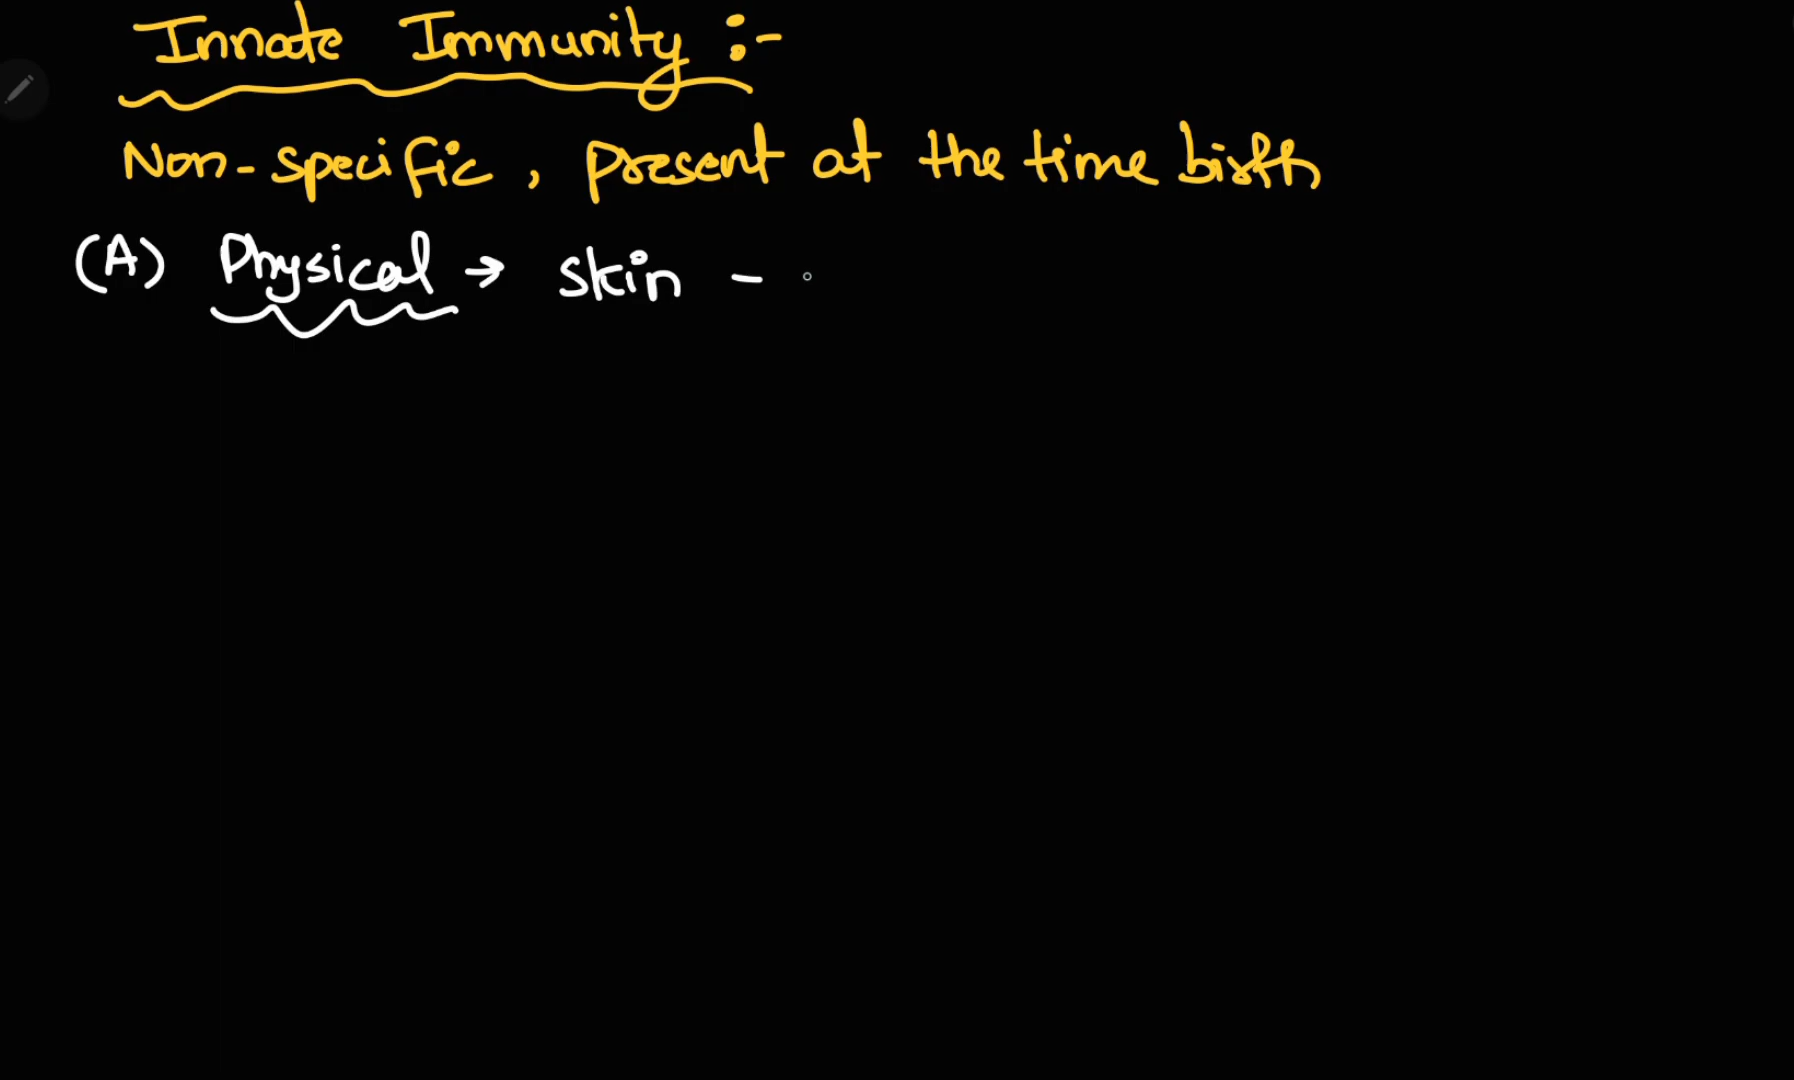 Innate Immunity :-
Non-specific, present at the time birth
(A) Physical → skin -